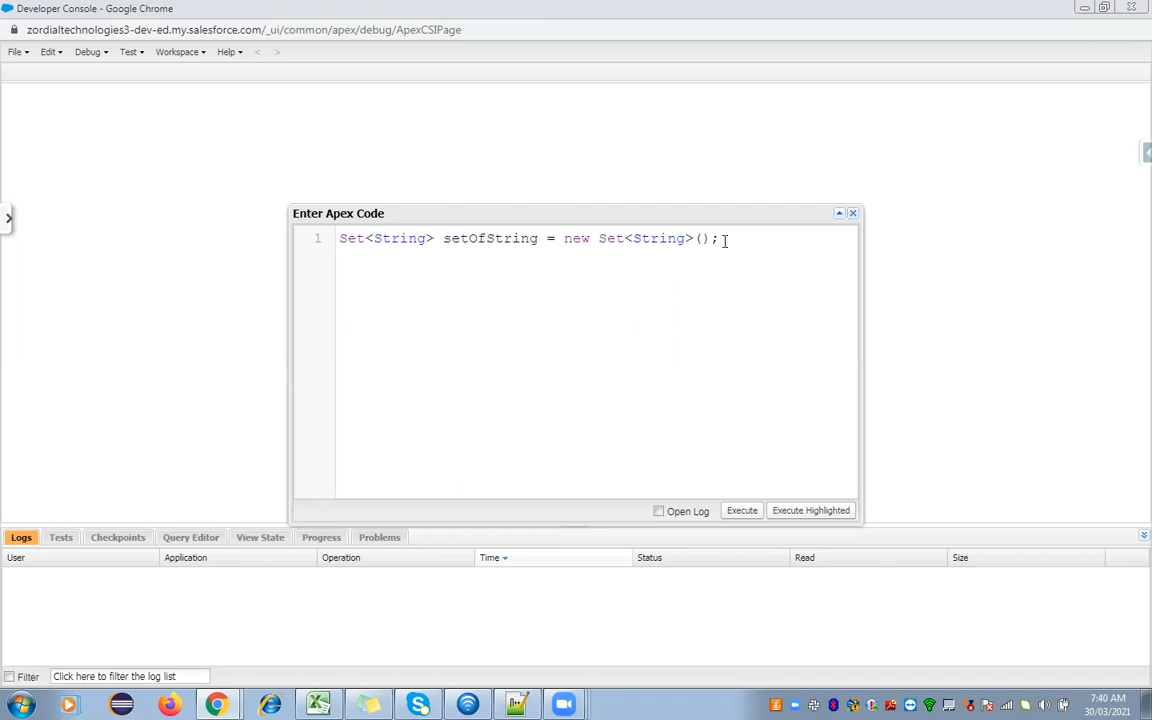 Developer Console - Google Chrome
zordialtechnologies3-dev-ed.my.salesforce.com/_ui/common/apex/debug/ApexCSIPage
File Edit Debug Test Workspace Help < >
Enter Apex Code
1 Set<String> setOfString = new Set<String>();
Open Log Execute Execute Highlighted
Logs Tests Checkpoints Query Editor View State Progress Problems
User Application Operation Time Status Read Size
Filter Click here to filter the log list
7:40 AM
30/03/2021